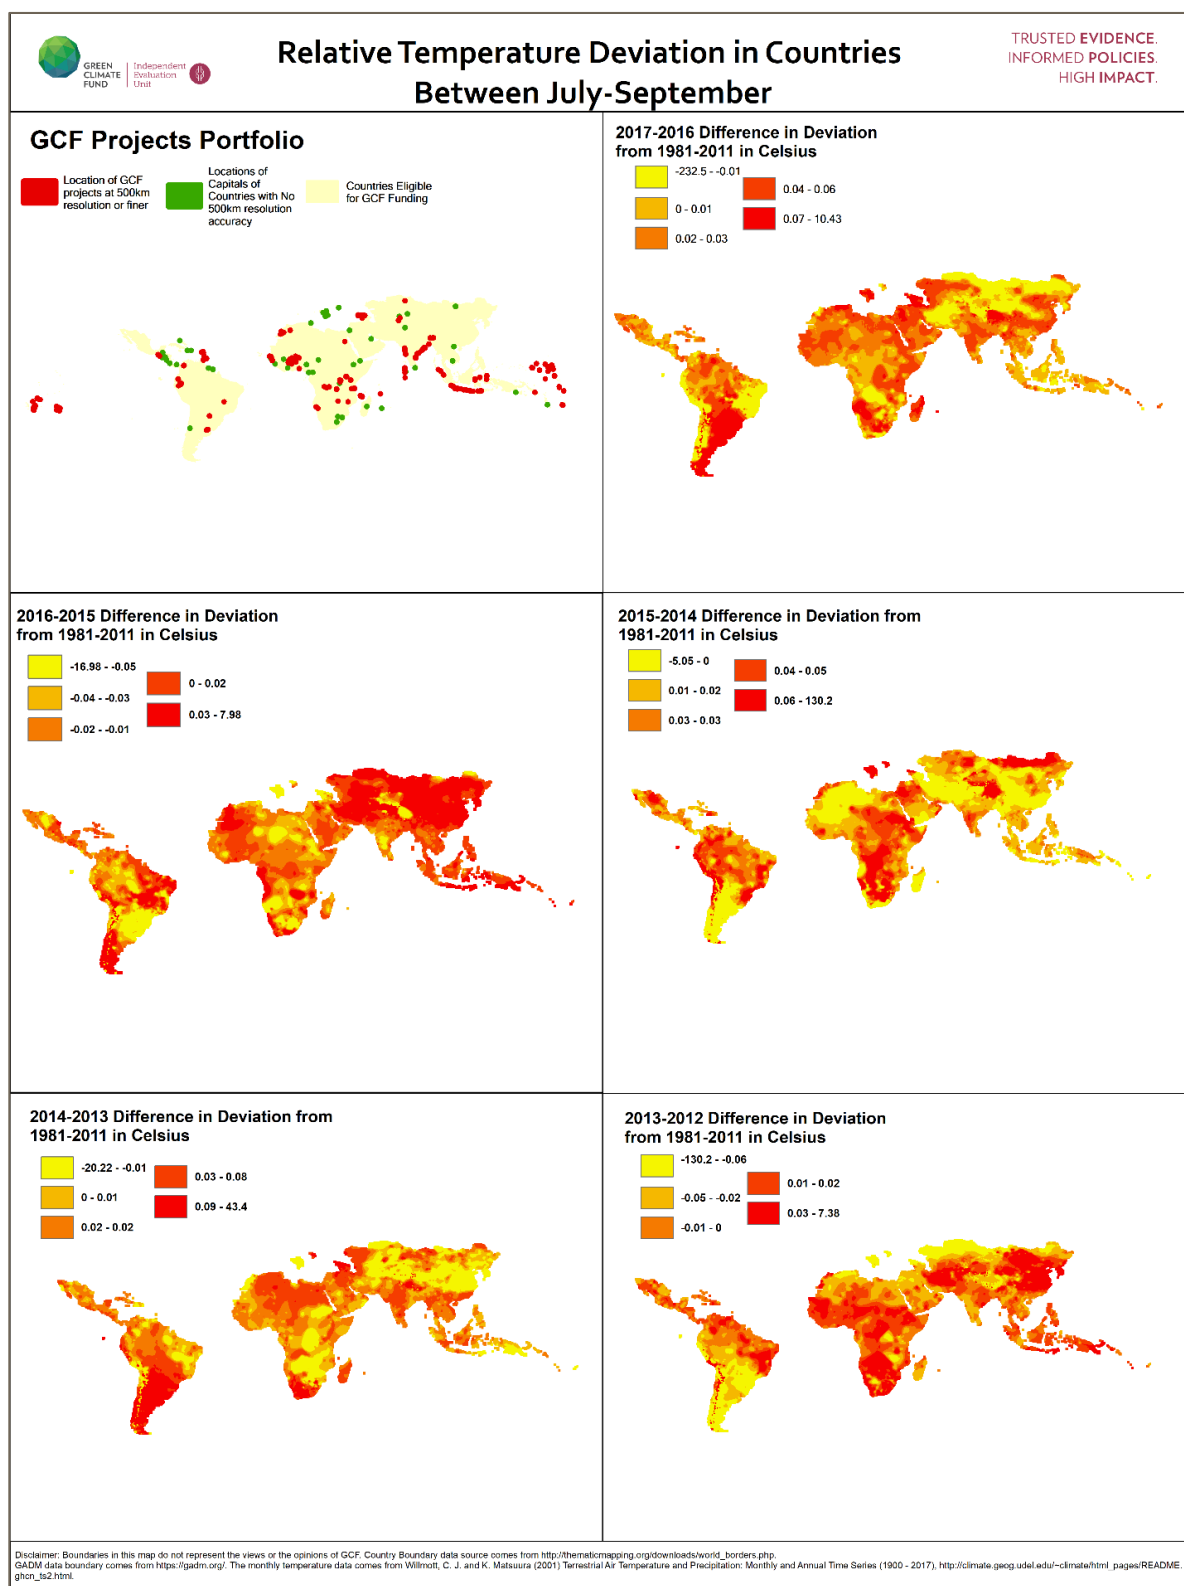 GREEN
CLIMATE
FUND
Independent
Evaluation
Unit
Relative Temperature Deviation in Countries
Between July-September
TRUSTED EVIDENCE.
INFORMED POLICIES.
HIGH IMPACT.
GCF Projects Portfolio
Location of GCF
projects at 500km
resolution or finer
Locations of
Capitals of
Countries with No
500km resolution
accuracy
Countries Eligible
for GCF Funding
2017-2016 Difference in Deviation
from 1981-2011 in Celsius
-232.5 - -0.01
0 - 0.01
0.02 - 0.03
0.04 - 0.06
0.07 - 10.43
2016-2015 Difference in Deviation
from 1981-2011 in Celsius
-16.98 - -0.05
-0.04 - -0.03
-0.02 - -0.01
0 - 0.02
0.03 - 7.98
2015-2014 Difference in Deviation from
1981-2011 in Celsius
-5.05 - 0
0.01 - 0.02
0.03 - 0.03
0.04 - 0.05
0.06 - 130.2
2014-2013 Difference in Deviation from
1981-2011 in Celsius
-20.22 - -0.01
0 - 0.01
0.02 - 0.02
0.03 - 0.08
0.09 - 43.4
2013-2012 Difference in Deviation
from 1981-2011 in Celsius
-130.2 - -0.06
-0.05 - -0.02
-0.01 - 0
0.01 - 0.02
0.03 - 7.38
Disclaimer: Boundaries in this map do not represent the views or the opinions of GCF. Country Boundary data source comes from http://thematicmapping.org/downloads/world_borders.php.
GADM data boundary comes from https://gadm.org/. The monthly temperature data comes from Willmott, C. J. and K. Matsuura (2001) Terrestrial Air Temperature and Precipitation: Monthly and Annual Time Series (1900 - 2017), http://climate.geog.udel.edu/~climate/html_pages/README.
ghcn_ts2.html.